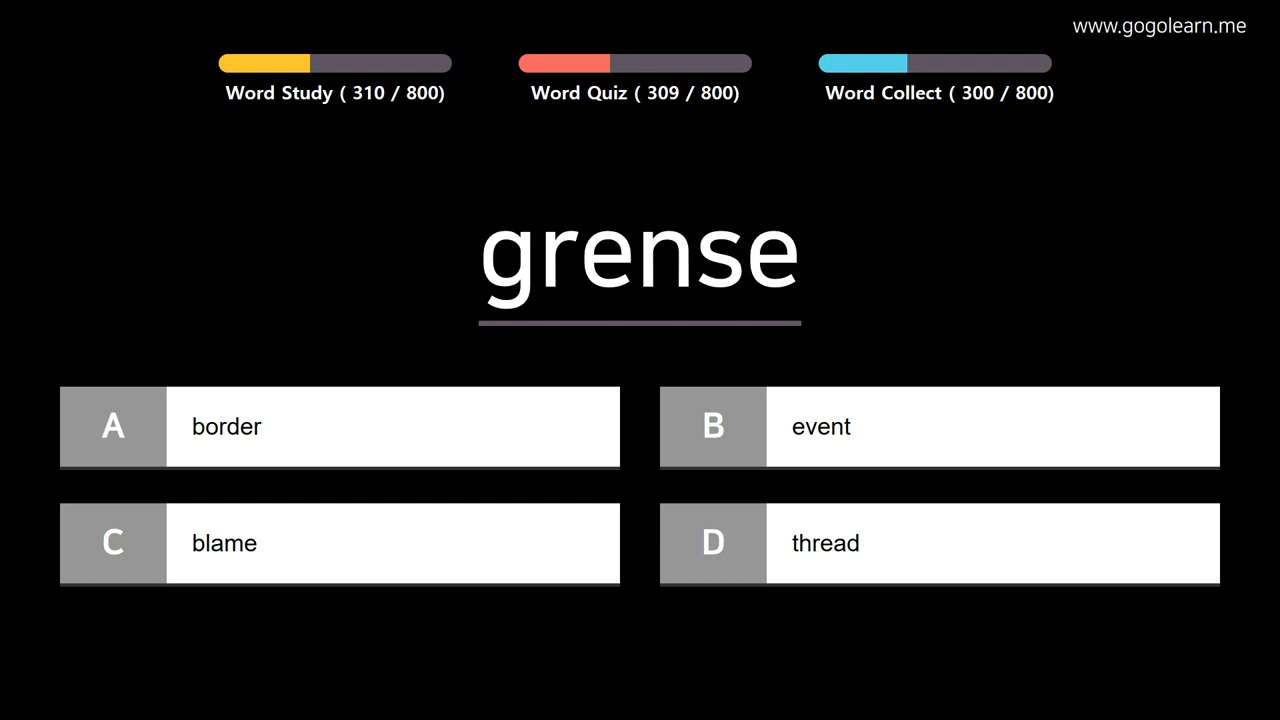 www.gogolearn.me
Word Study ( 310 / 800)
Word Quiz ( 309 / 800)
Word Collect ( 300 / 800)
grense
A border
B event
C blame
D thread